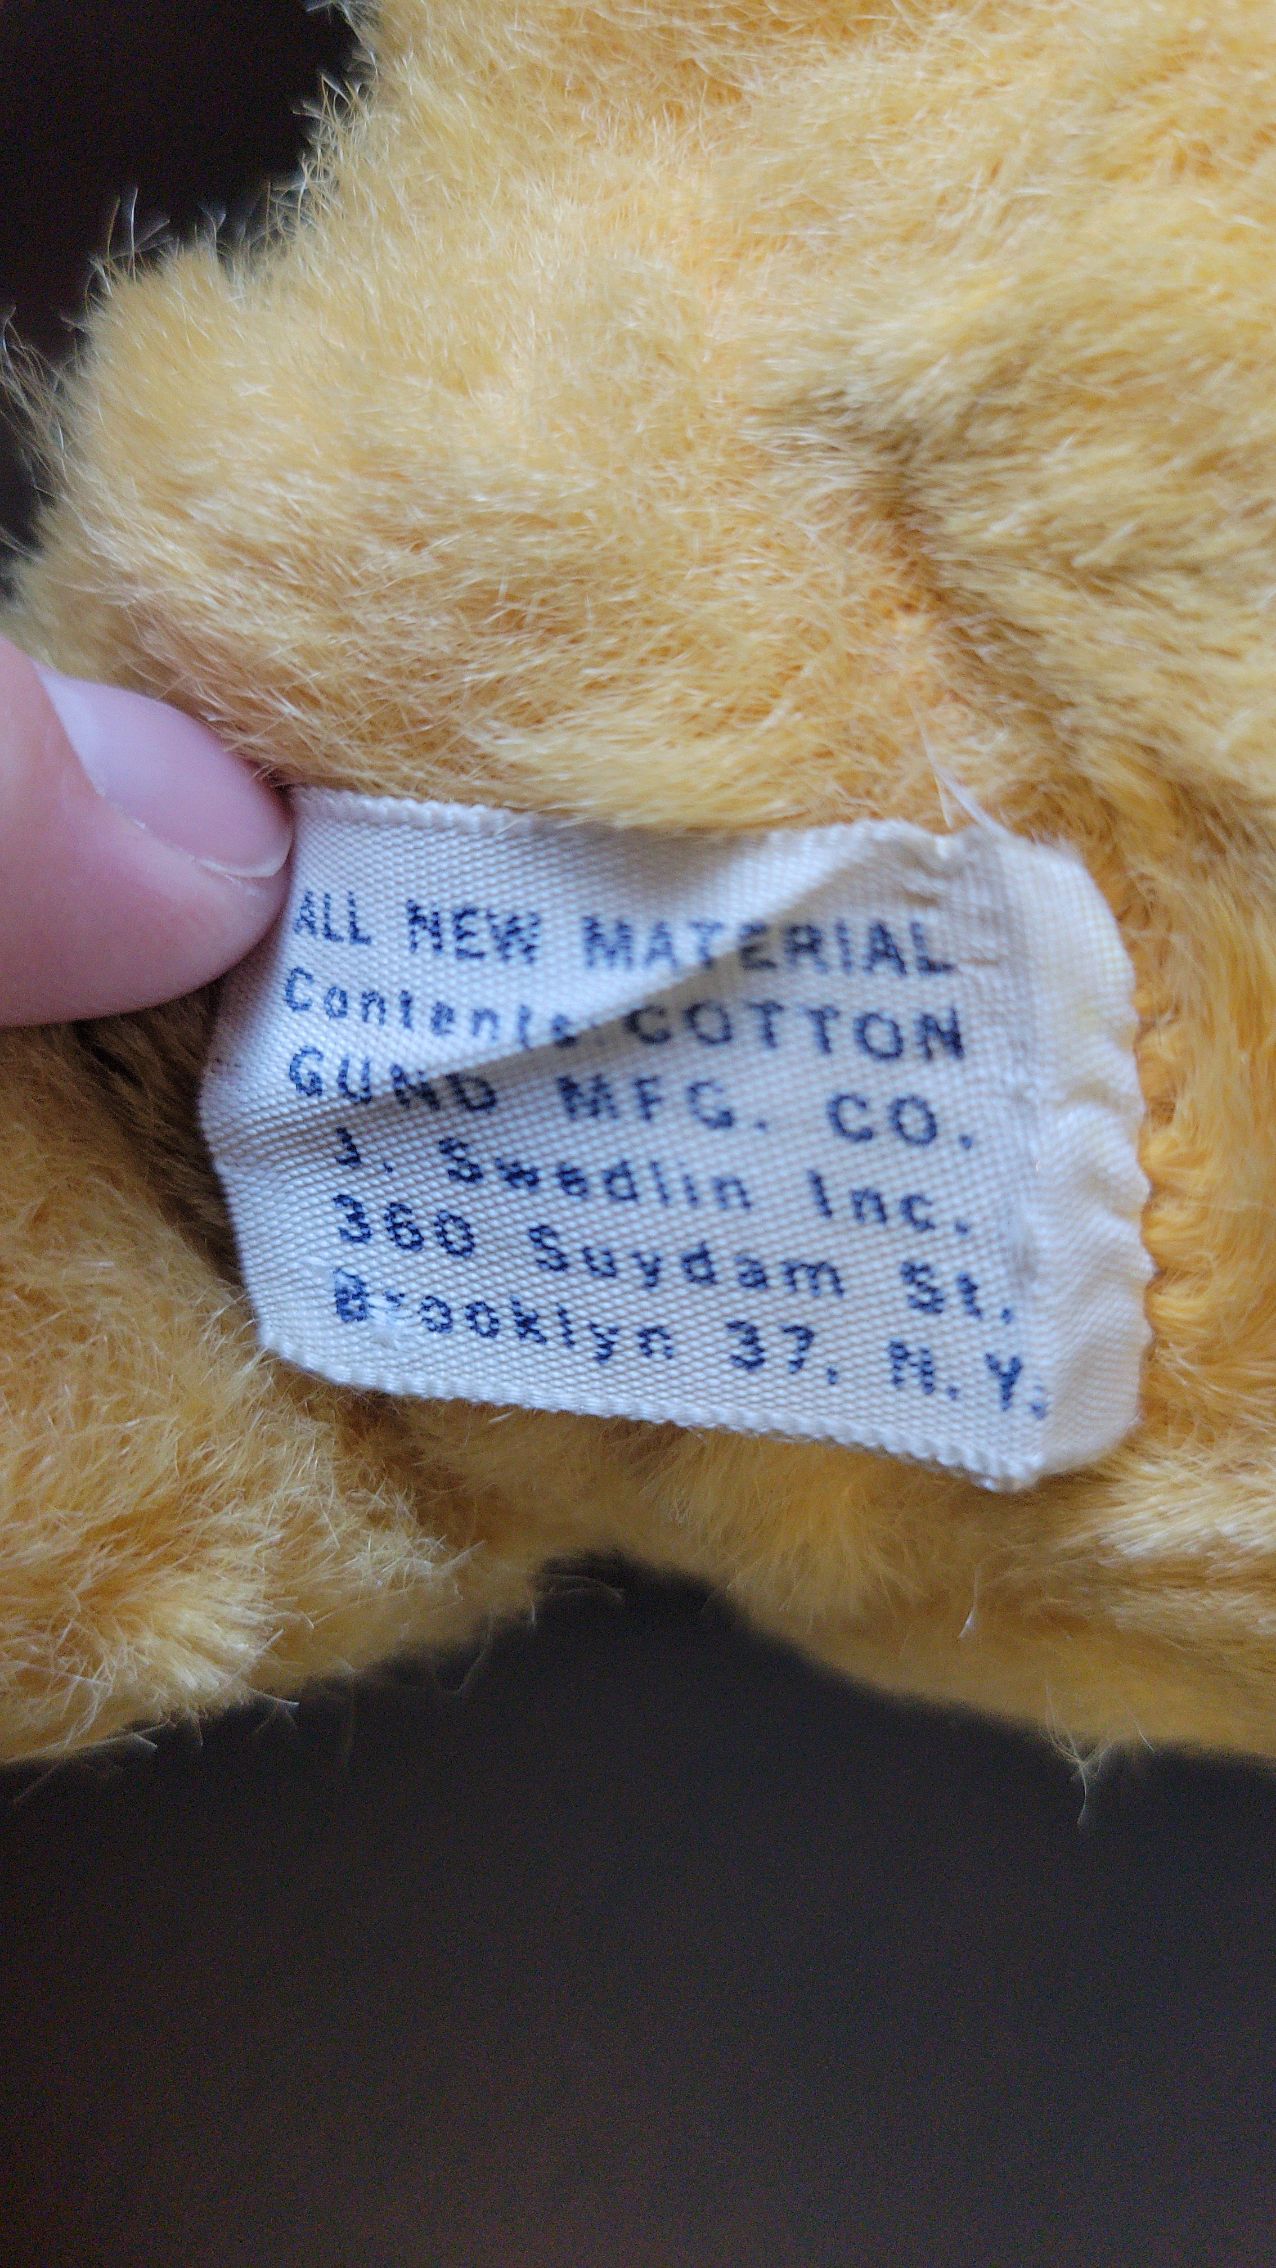 ALL NEW MATERIAL
Contents COTTON
GUND MFG. CO.
J. Swedlin Inc.
360 Suydam St.
Brooklyn 37, N.Y.